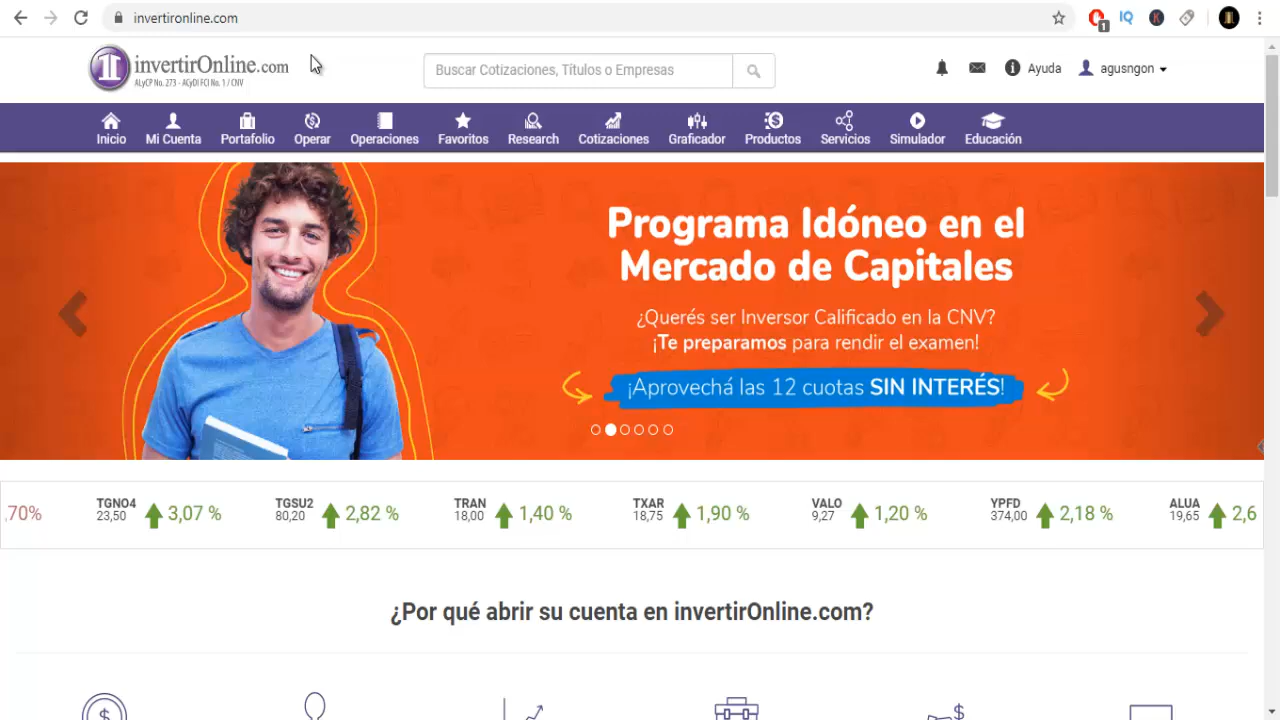 invertironline.com
1
IQ
K
invertirOnline.com
ALyCP No. 273 - ACyDI FCI No. 1 / CNV
Buscar Cotizaciones, Títulos o Empresas
Ayuda
agusngon
Inicio
Mi Cuenta
Portafolio
Operar
Operaciones
Favoritos
Research
Cotizaciones
Graficador
Productos
Servicios
Simulador
Educación
Programa Idóneo en el
Mercado de Capitales
¿Querés ser Inversor Calificado en la CNV?
¡Te preparamos para rendir el examen!
¡Aprovechá las 12 cuotas SIN INTERÉS!
,70%
TGNO4
23,50
3,07 %
TGSU2
80,20
2,82 %
TRAN
18,00
1,40 %
TXAR
18,75
1,90 %
VALO
9,27
1,20 %
YPFD
374,00
2,18 %
ALUA
19,65
2,6
¿Por qué abrir su cuenta en invertirOnline.com?